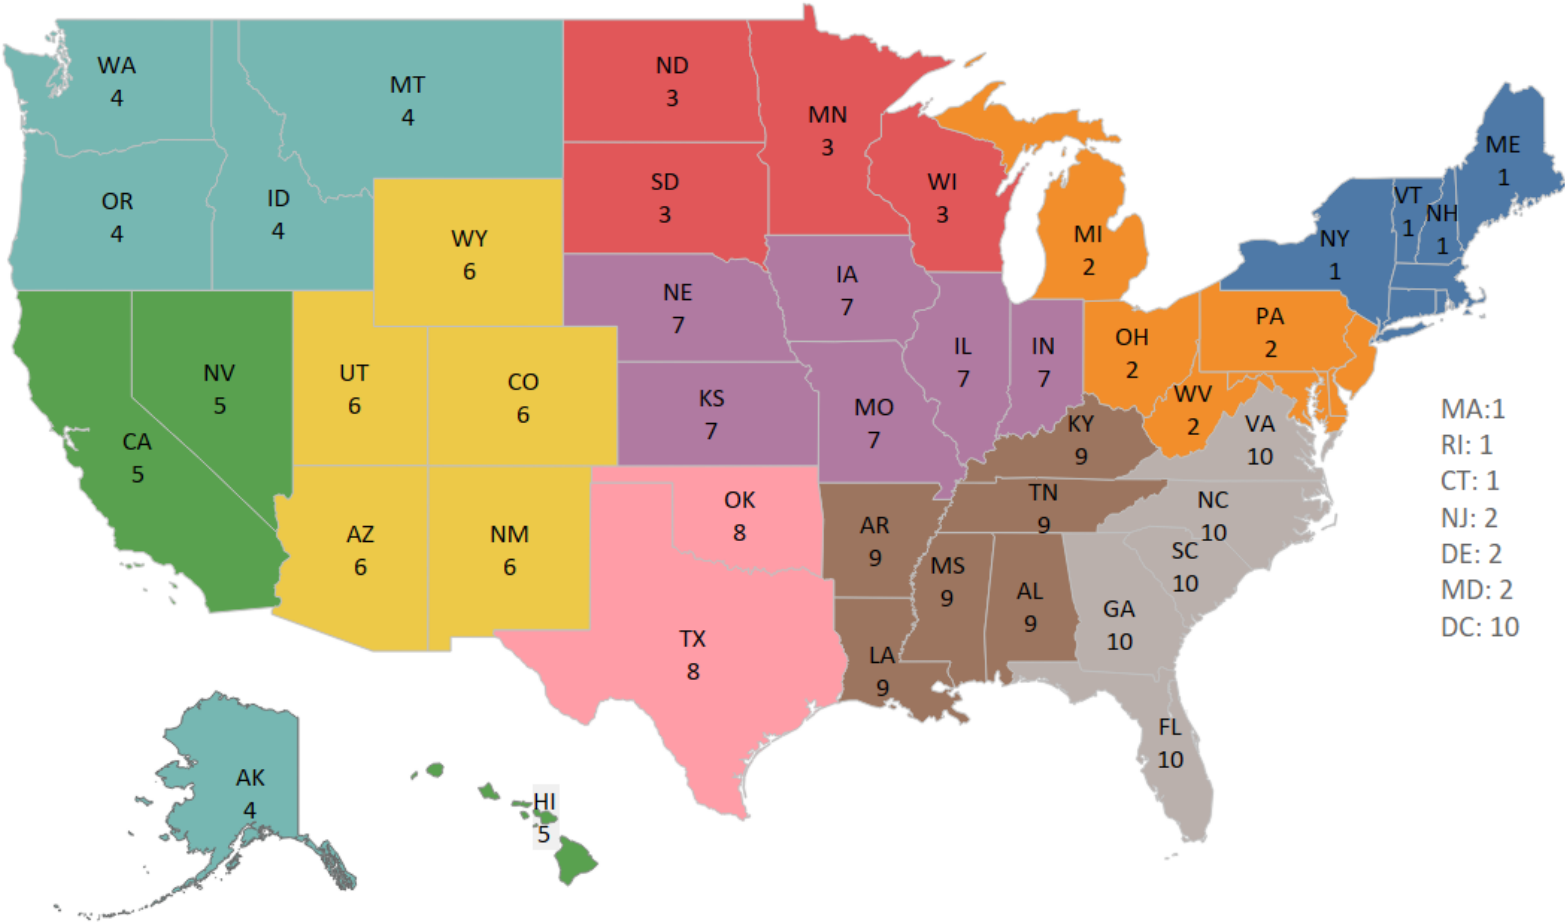 WA
4
MT
4
ND
3
MN
3
ME
1
OR
4
ID
4
SD
3
WI
3
VT
1
NH
1
WY
6
MI
2
NY
1
NE
7
IA
7
PA
2
NV
5
UT
6
CO
6
IL
7
IN
7
OH
2
CA
5
KS
7
MO
7
WV
2
KY
9
VA
10
MA:1
RI: 1
CT: 1
NJ: 2
DE: 2
MD: 2
DC: 10
AZ
6
NM
6
OK
8
AR
9
TN
9
NC
10
SC
10
MS
9
AL
9
GA
10
TX
8
LA
9
FL
10
AK
4
HI
5